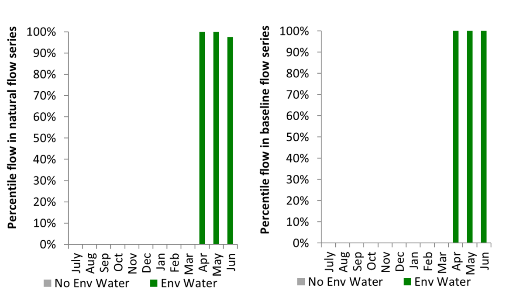 Percentile flow in natural flow series
100%
90%
80%
70%
60%
50%
40%
30%
20%
10%
0%
July
Aug
Sep
Oct
Nov
Dec
Jan
Feb
Mar
Apr
May
Jun
No Env Water
Env Water
Percentile flow in baseline flow series
100%
90%
80%
70%
60%
50%
40%
30%
20%
10%
0%
July
Aug
Sep
Oct
Nov
Dec
Jan
Feb
Mar
Apr
May
Jun
No Env Water
Env Water